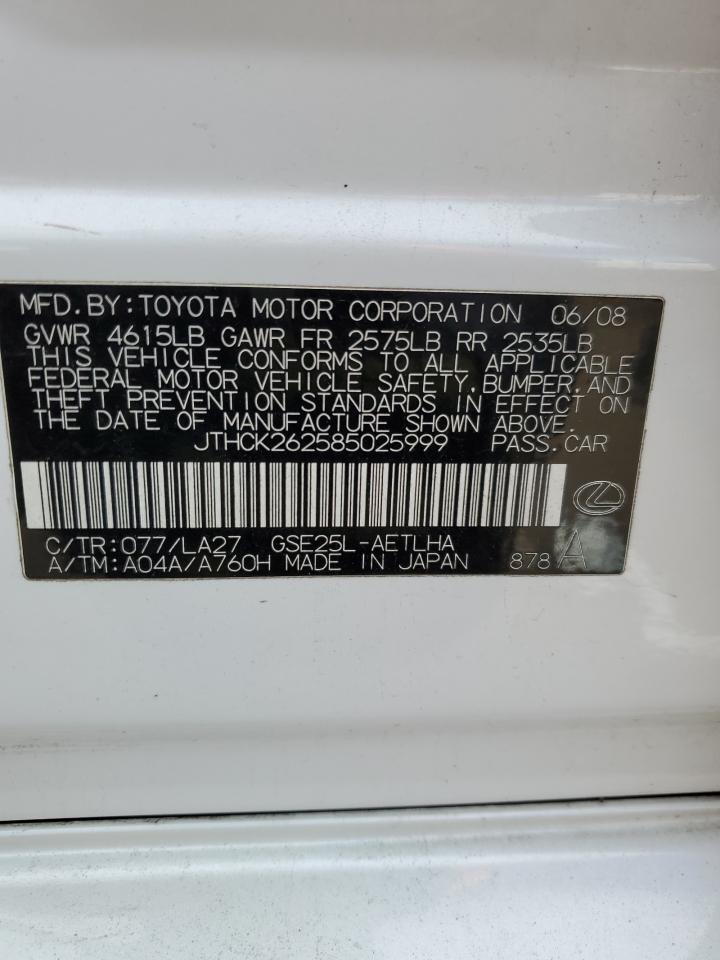 MFD.BY:TOYOTA MOTOR CORPORATION 06/08
GVWR 4615LB GAWR FR 2575LB RR 2535LB
THIS VEHICLE CONFORMS TO ALL APPLICABLE
FEDERAL MOTOR VEHICLE SAFETY,BUMPER,AND
THEFT PREVENTION STANDARDS IN EFFECT ON
THE DATE OF MANUFACTURE SHOWN ABOVE.
JTHCK262585025999 PASS.CAR
C/TR:077/LA27 GSE25L-AETLHA
A/TM:A04A/A760H MADE IN JAPAN 878 A